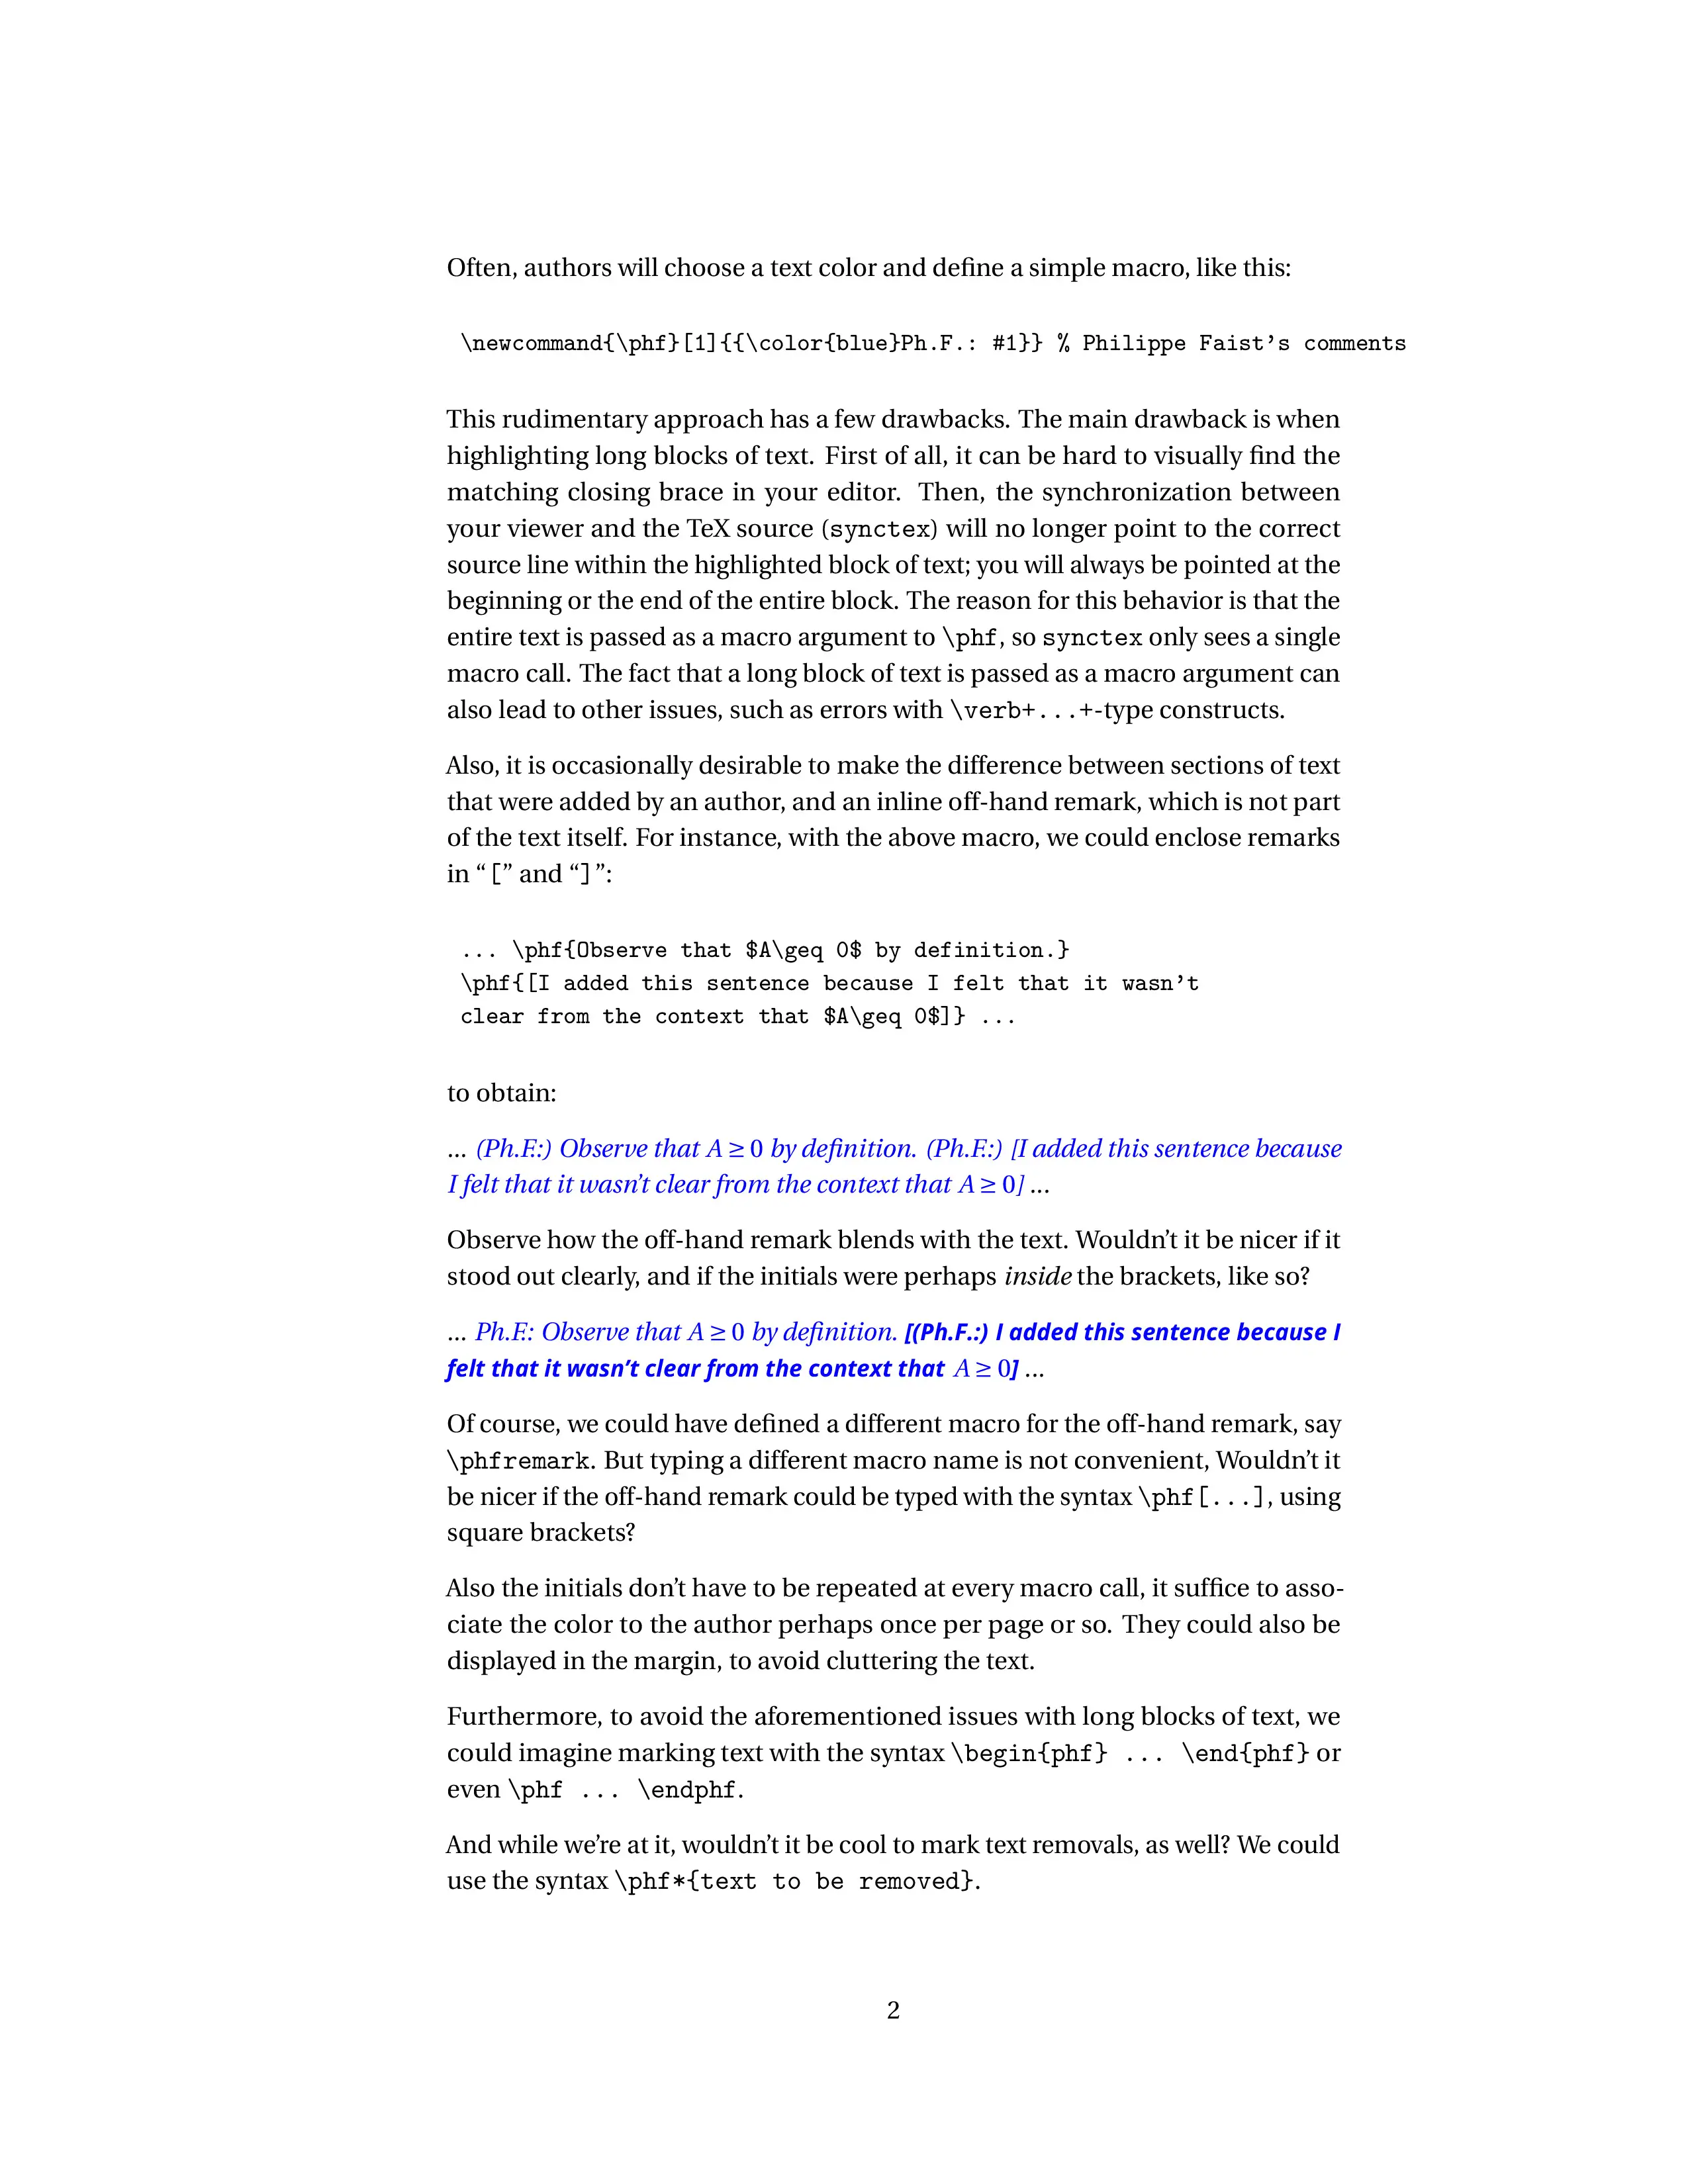 Often, authors will choose a text color and define a simple macro, like this:
\newcommand{\phf}[1]{{\color{blue}Ph.F.: #1}} % Philippe Faist’s comments
This rudimentary approach has a few drawbacks. The main drawback is when
highlighting long blocks of text. First of all, it can be hard to visually find the
matching closing brace in your editor. Then, the synchronization between
your viewer and the TeX source (synctex) will no longer point to the correct
source line within the highlighted block of text; you will always be pointed at the
beginning or the end of the entire block. The reason for this behavior is that the
entire text is passed as a macro argument to \phf, so synctex only sees a single
macro call. The fact that a long block of text is passed as a macro argument can
also lead to other issues, such as errors with \verb+...+-type constructs.
Also, it is occasionally desirable to make the difference between sections of text
that were added by an author, and an inline off-hand remark, which is not part
of the text itself. For instance, with the above macro, we could enclose remarks
in “[” and “]”:
... \phf{Observe that $A\geq 0$ by definition.}
\phf{[I added this sentence because I felt that it wasn’t
clear from the context that $A\geq 0$]} ...
to obtain:
... (Ph.F.:) Observe that A ≥ 0 by definition. (Ph.F.:) [I added this sentence because
I felt that it wasn’t clear from the context that A ≥ 0] ...
Observe how the off-hand remark blends with the text. Wouldn’t it be nicer if it
stood out clearly, and if the initials were perhaps inside the brackets, like so?
... Ph.F.: Observe that A ≥ 0 by definition. [(Ph.F.:) I added this sentence because I
felt that it wasn’t clear from the context that A ≥ 0] ...
Of course, we could have defined a different macro for the off-hand remark, say
\phfremark. But typing a different macro name is not convenient, Wouldn’t it
be nicer if the off-hand remark could be typed with the syntax \phf[...], using
square brackets?
Also the initials don’t have to be repeated at every macro call, it suffice to asso-
ciate the color to the author perhaps once per page or so. They could also be
displayed in the margin, to avoid cluttering the text.
Furthermore, to avoid the aforementioned issues with long blocks of text, we
could imagine marking text with the syntax \begin{phf} ... \end{phf} or
even \phf ... \endphf.
And while we’re at it, wouldn’t it be cool to mark text removals, as well? We could
use the syntax \phf*{text to be removed}.
2